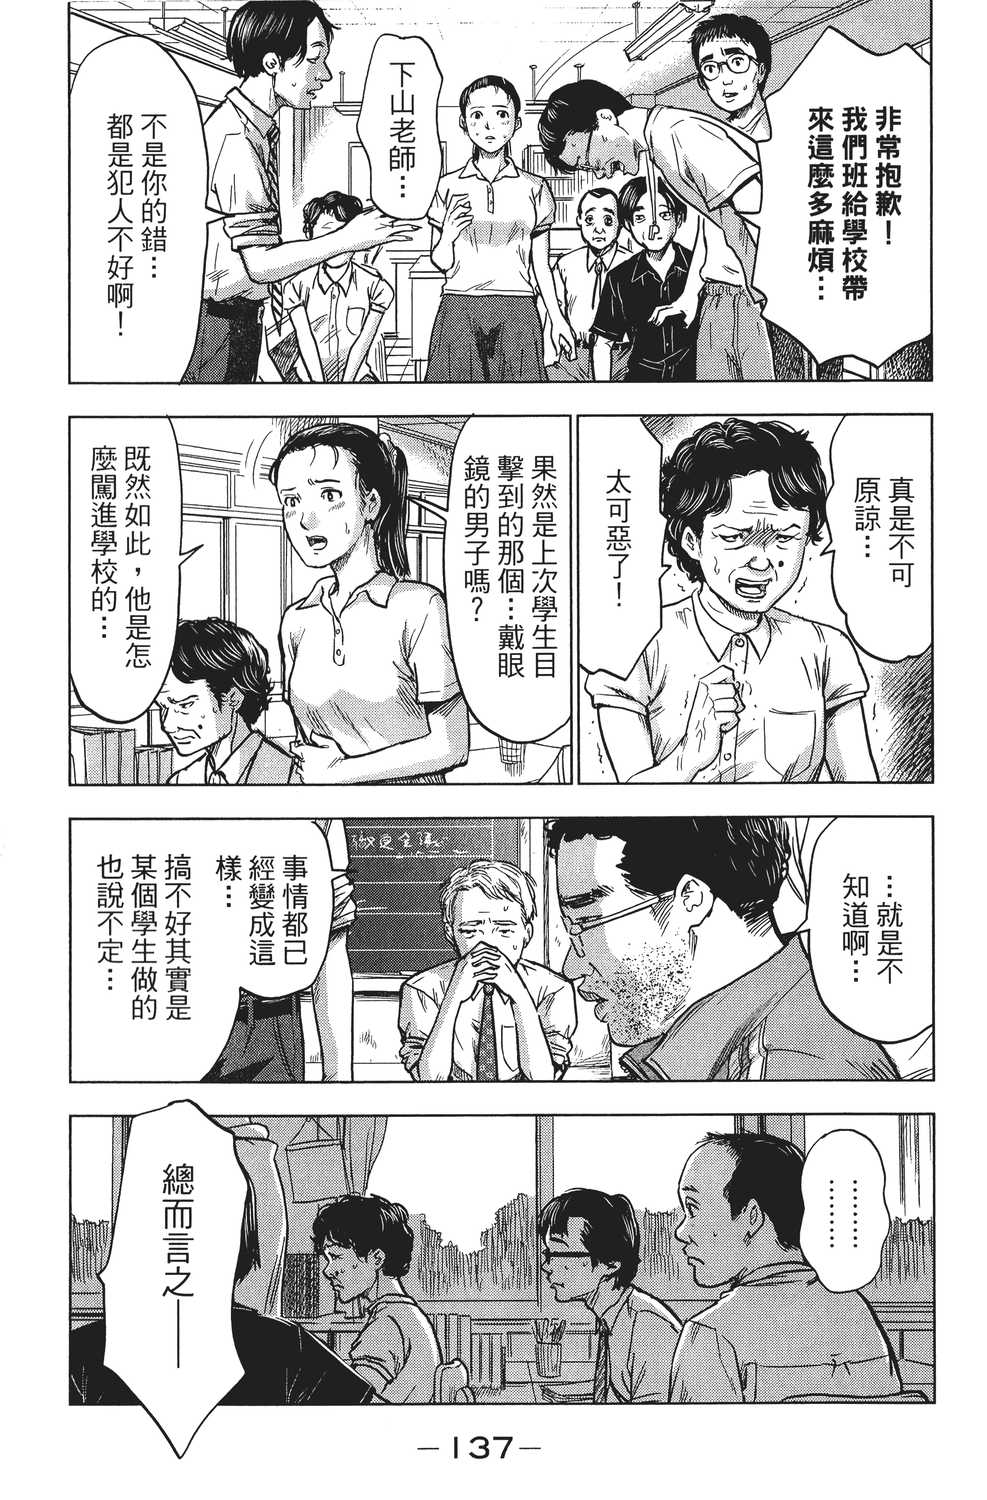 非常抱歉！
我們班給學校帶
來這麼多麻煩…
下山老師…
不是你的錯…
都是犯人不好啊！
真是不可
原諒…
太可惡了！
果然是上次學生目
擊到的那個…戴眼
鏡的男子嗎？
既然如此，他是怎
麼闖進學校的…
…就是不
知道啊…
事情都已
經變成這
樣…
搞不好其實是
某個學生做的
也說不定…
…………
…………
總而言之——
—137—